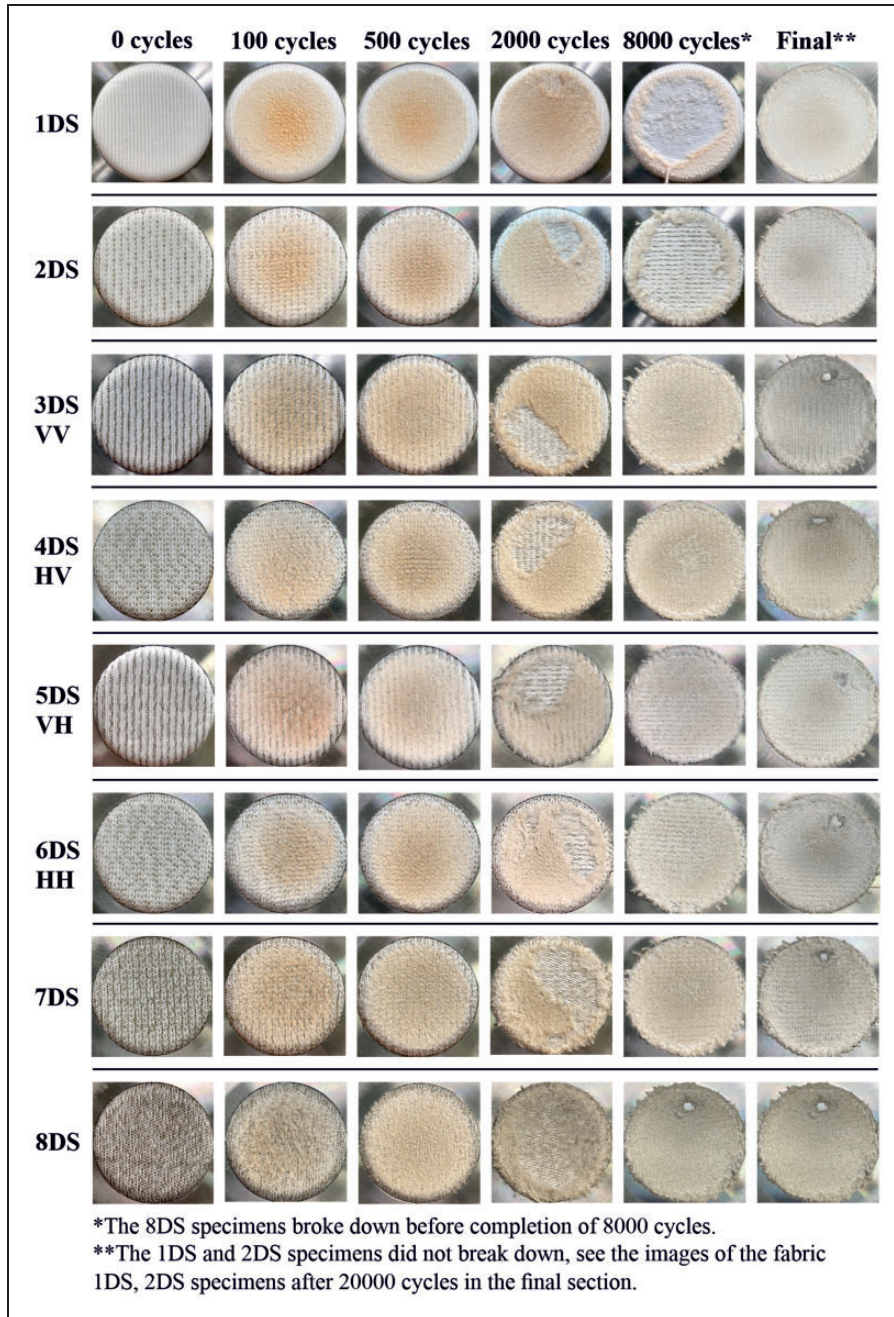 0 cycles 100 cycles 500 cycles 2000 cycles 8000 cycles* Final**
1DS
2DS
3DS
VV
4DS
HV
5DS
VH
6DS
HH
7DS
8DS
*The 8DS specimens broke down before completion of 8000 cycles.
**The 1DS and 2DS specimens did not break down, see the images of the fabric
1DS, 2DS specimens after 20000 cycles in the final section.